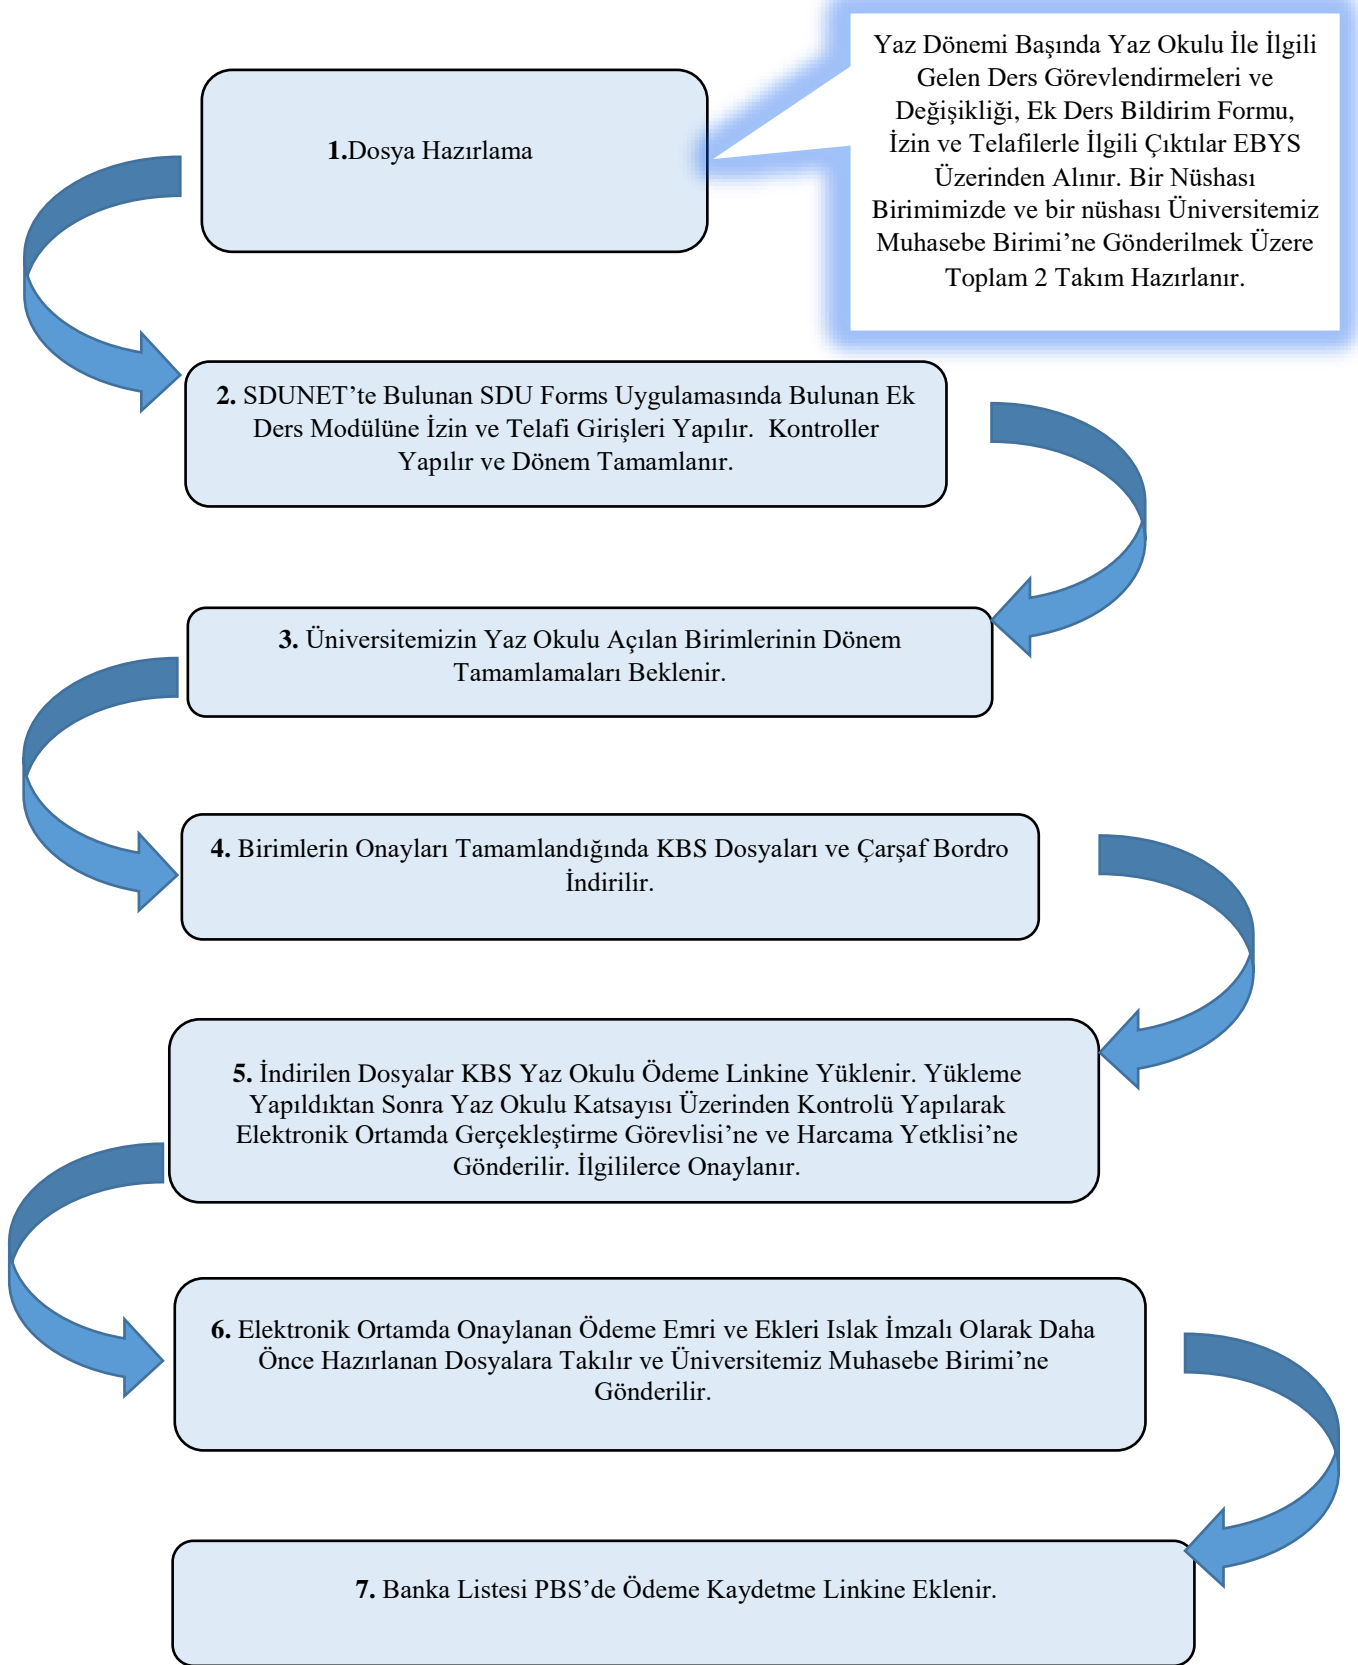 1.Dosya Hazırlama
Yaz Dönemi Başında Yaz Okulu İle İlgili
Gelen Ders Görevlendirmeleri ve
Değişikliği, Ek Ders Bildirim Formu,
İzin ve Telafilerle İlgili Çıktılar EBYS
Üzerinden Alınır. Bir Nüshası
Birimimizde ve bir nüshası Üniversitemiz
Muhasebe Birimi’ne Gönderilmek Üzere
Toplam 2 Takım Hazırlanır.
2. SDUNET’te Bulunan SDU Forms Uygulamasında Bulunan Ek
Ders Modülüne İzin ve Telafi Girişleri Yapılır. Kontroller
Yapılır ve Dönem Tamamlanır.
3. Üniversitemizin Yaz Okulu Açılan Birimlerinin Dönem
Tamamlamaları Beklenir.
4. Birimlerin Onayları Tamamlandığında KBS Dosyaları ve Çarşaf Bordro
İndirilir.
5. İndirilen Dosyalar KBS Yaz Okulu Ödeme Linkine Yüklenir. Yükleme
Yapıldıktan Sonra Yaz Okulu Katsayısı Üzerinden Kontrolü Yapılarak
Elektronik Ortamda Gerçekleştirme Görevlisi’ne ve Harcama Yetklisi’ne
Gönderilir. İlgililerce Onaylanır.
6. Elektronik Ortamda Onaylanan Ödeme Emri ve Ekleri Islak İmzalı Olarak Daha
Önce Hazırlanan Dosyalara Takılır ve Üniversitemiz Muhasebe Birimi’ne
Gönderilir.
7. Banka Listesi PBS’de Ödeme Kaydetme Linkine Eklenir.